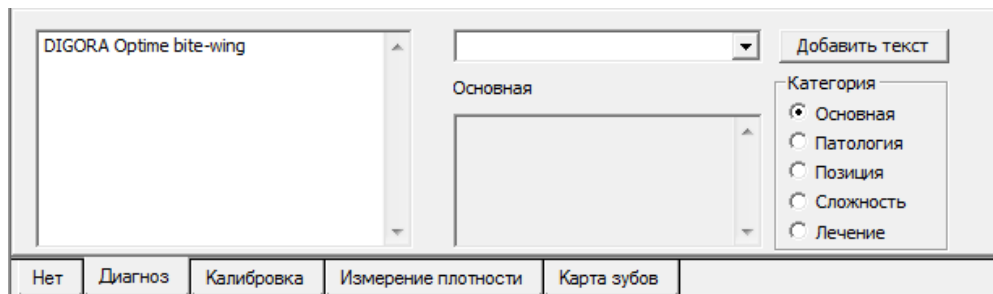 DIGORA Optime bite-wing
Добавить текст
Основная
Категория
Основная
Патология
Позиция
Сложность
Лечение
Нет
Диагноз
Калибровка
Измерение плотности
Карта зубов